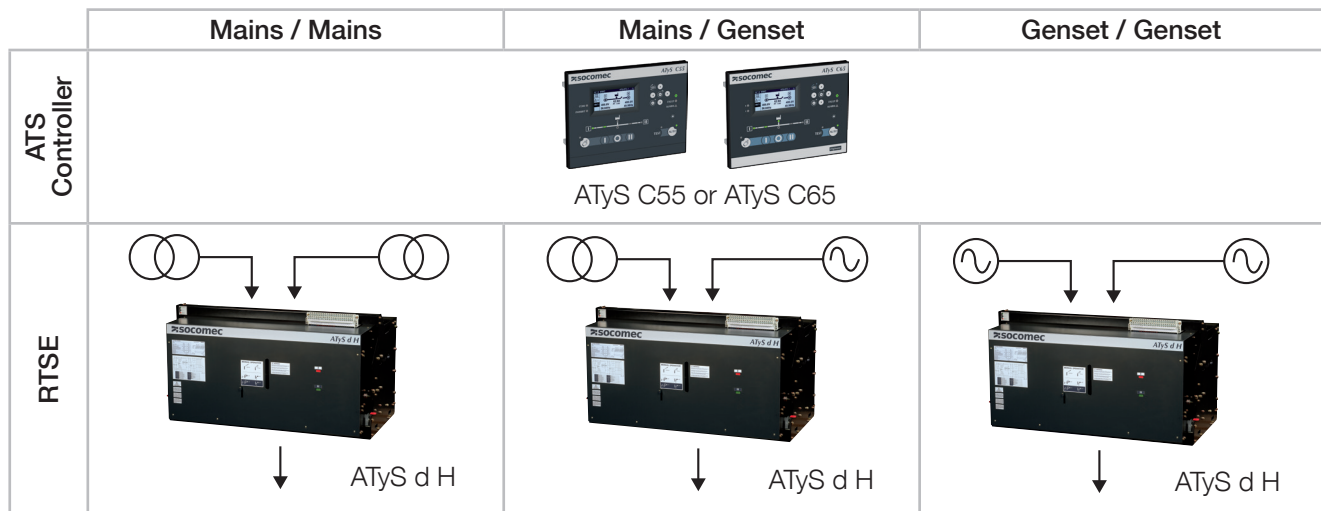 Mains / Mains
Mains / Genset
Genset / Genset
ATS
Controller
socomec
ATyS C55
socomec
ATyS C65
ATyS C55 or ATyS C65
RTSE
socomec
ATyS d H
socomec
ATyS d H
socomec
ATyS d H
ATyS d H
ATyS d H
ATyS d H